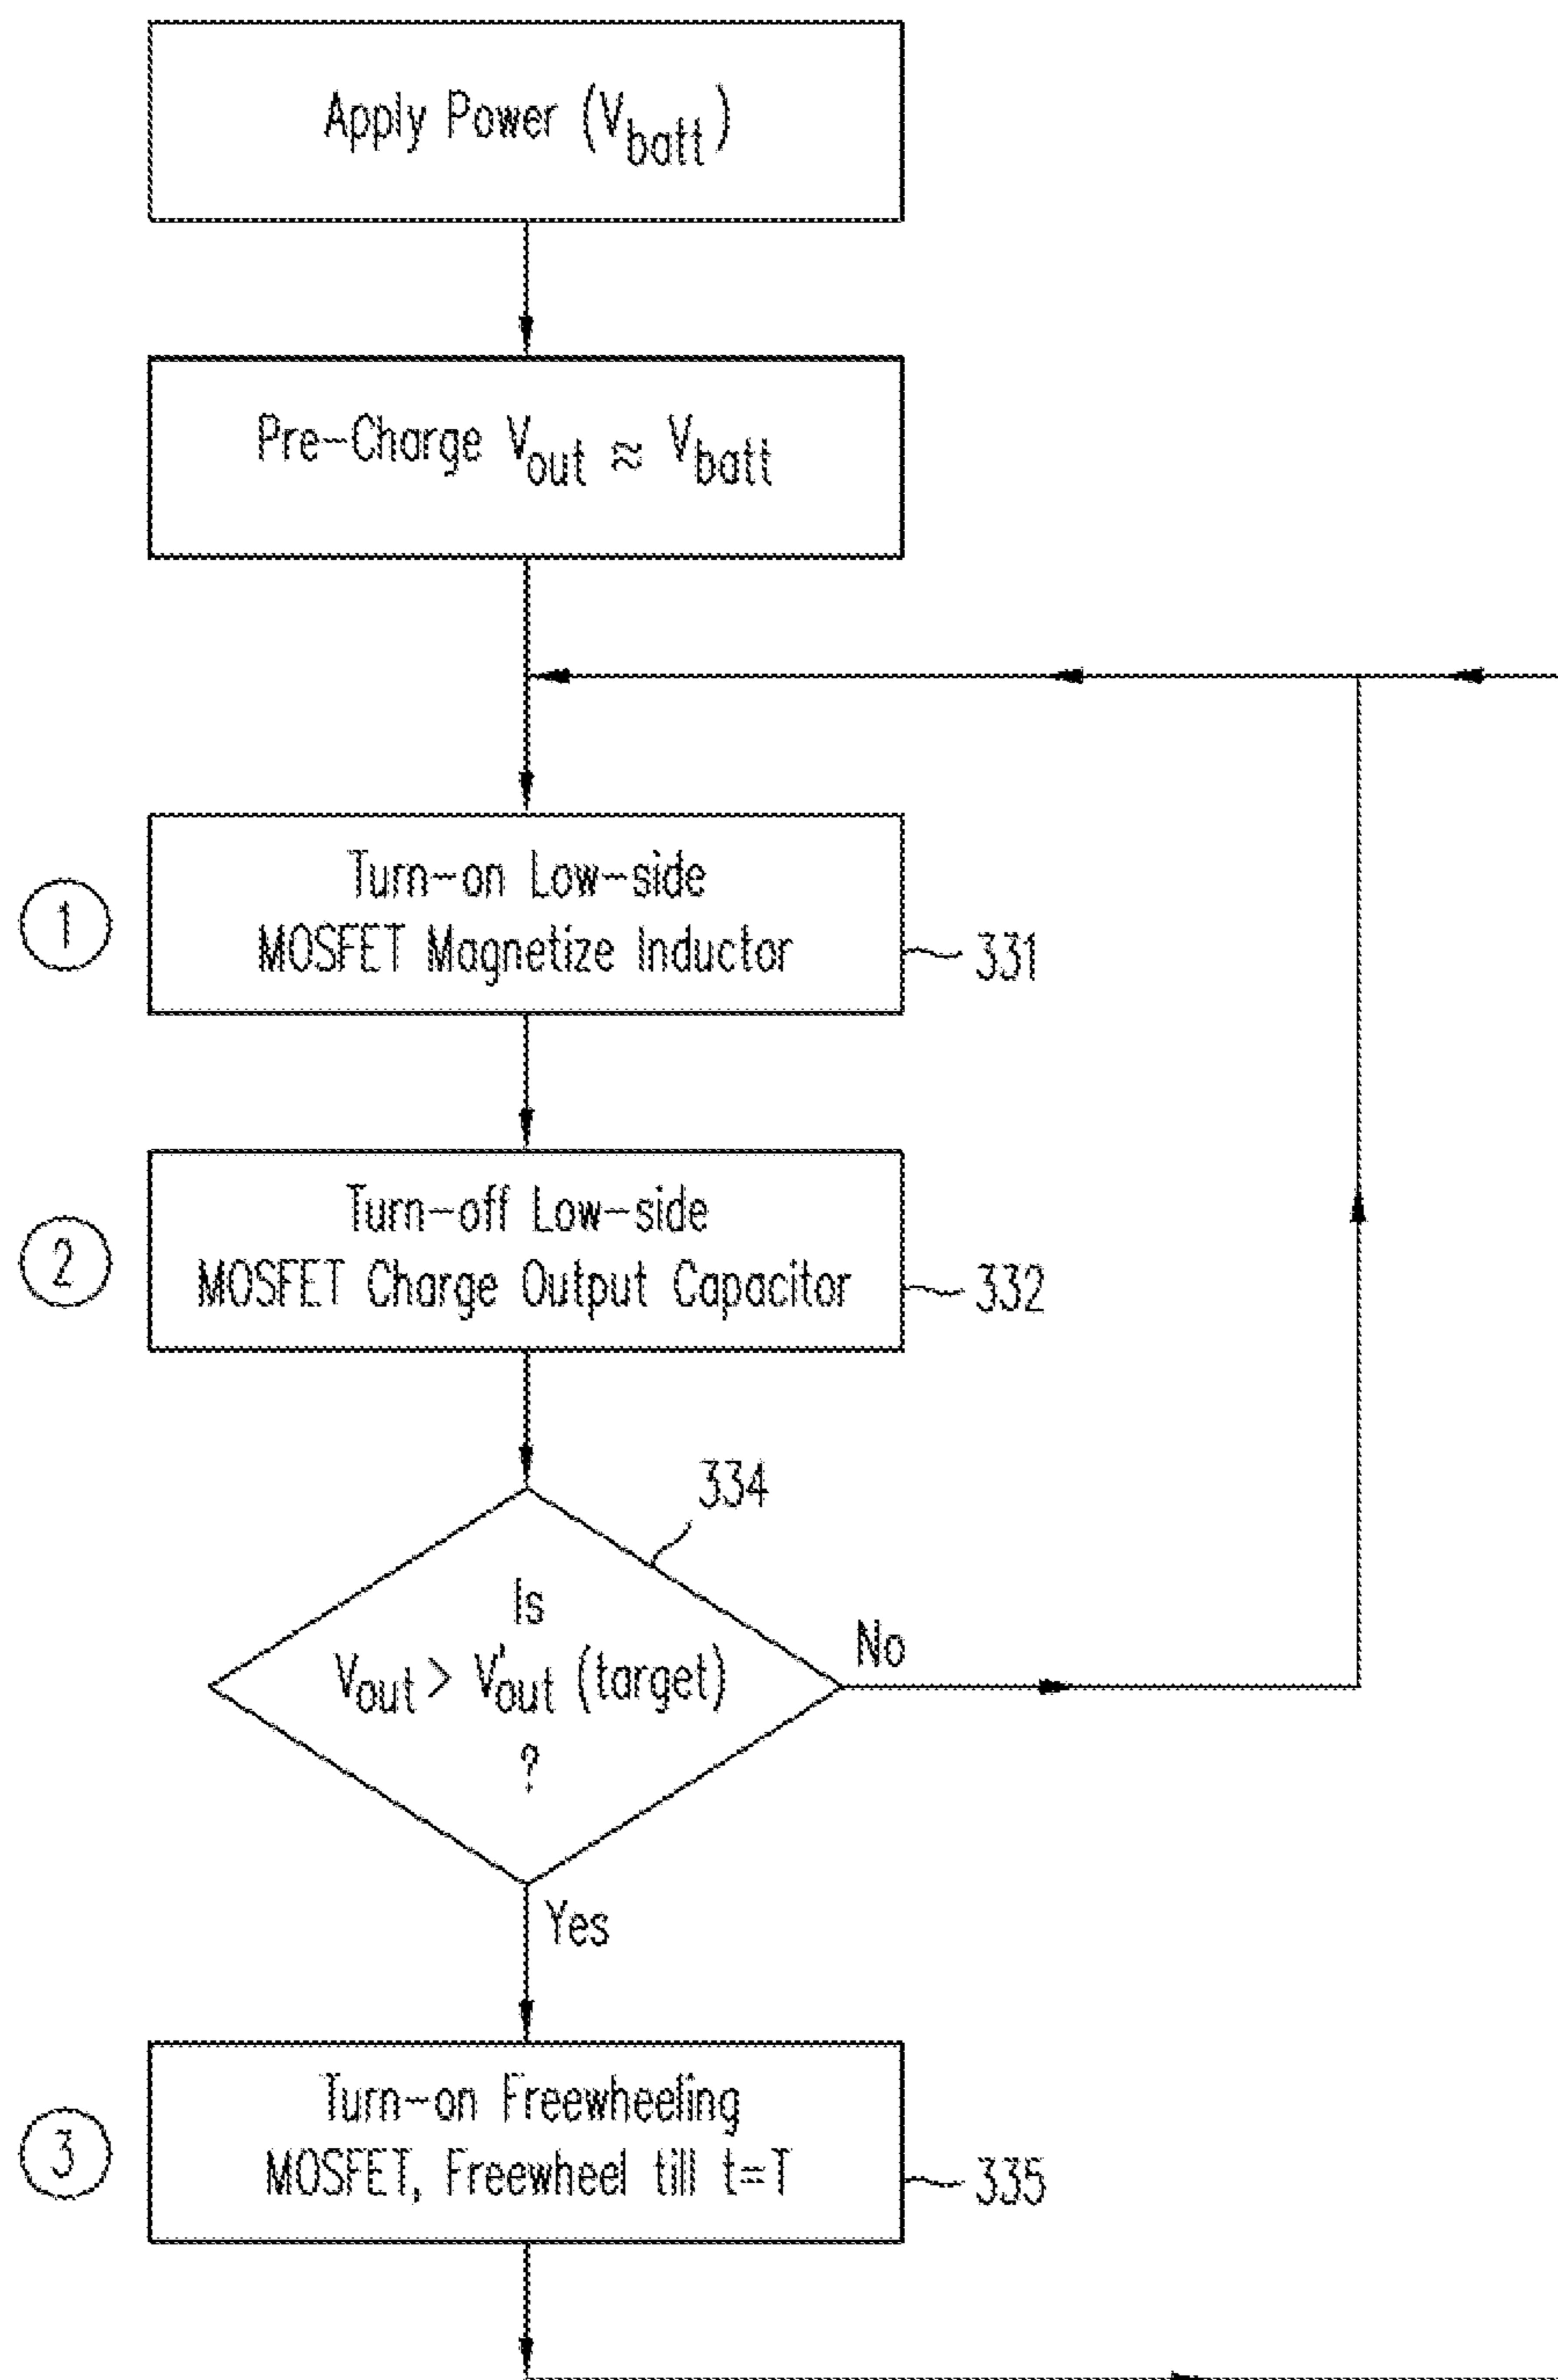 Apply Power (Vbatt)
Pre-Charge Vout ≈ Vbatt
1
Turn-on Low-side
MOSFET Magnetize Inductor
331
2
Turn-off Low-side
MOSFET Charge Output Capacitor
332
334
Is
Vout > V'out (target)
?
No
Yes
3
Turn-on Freewheeling
MOSFET, Freewheel till t=T
335